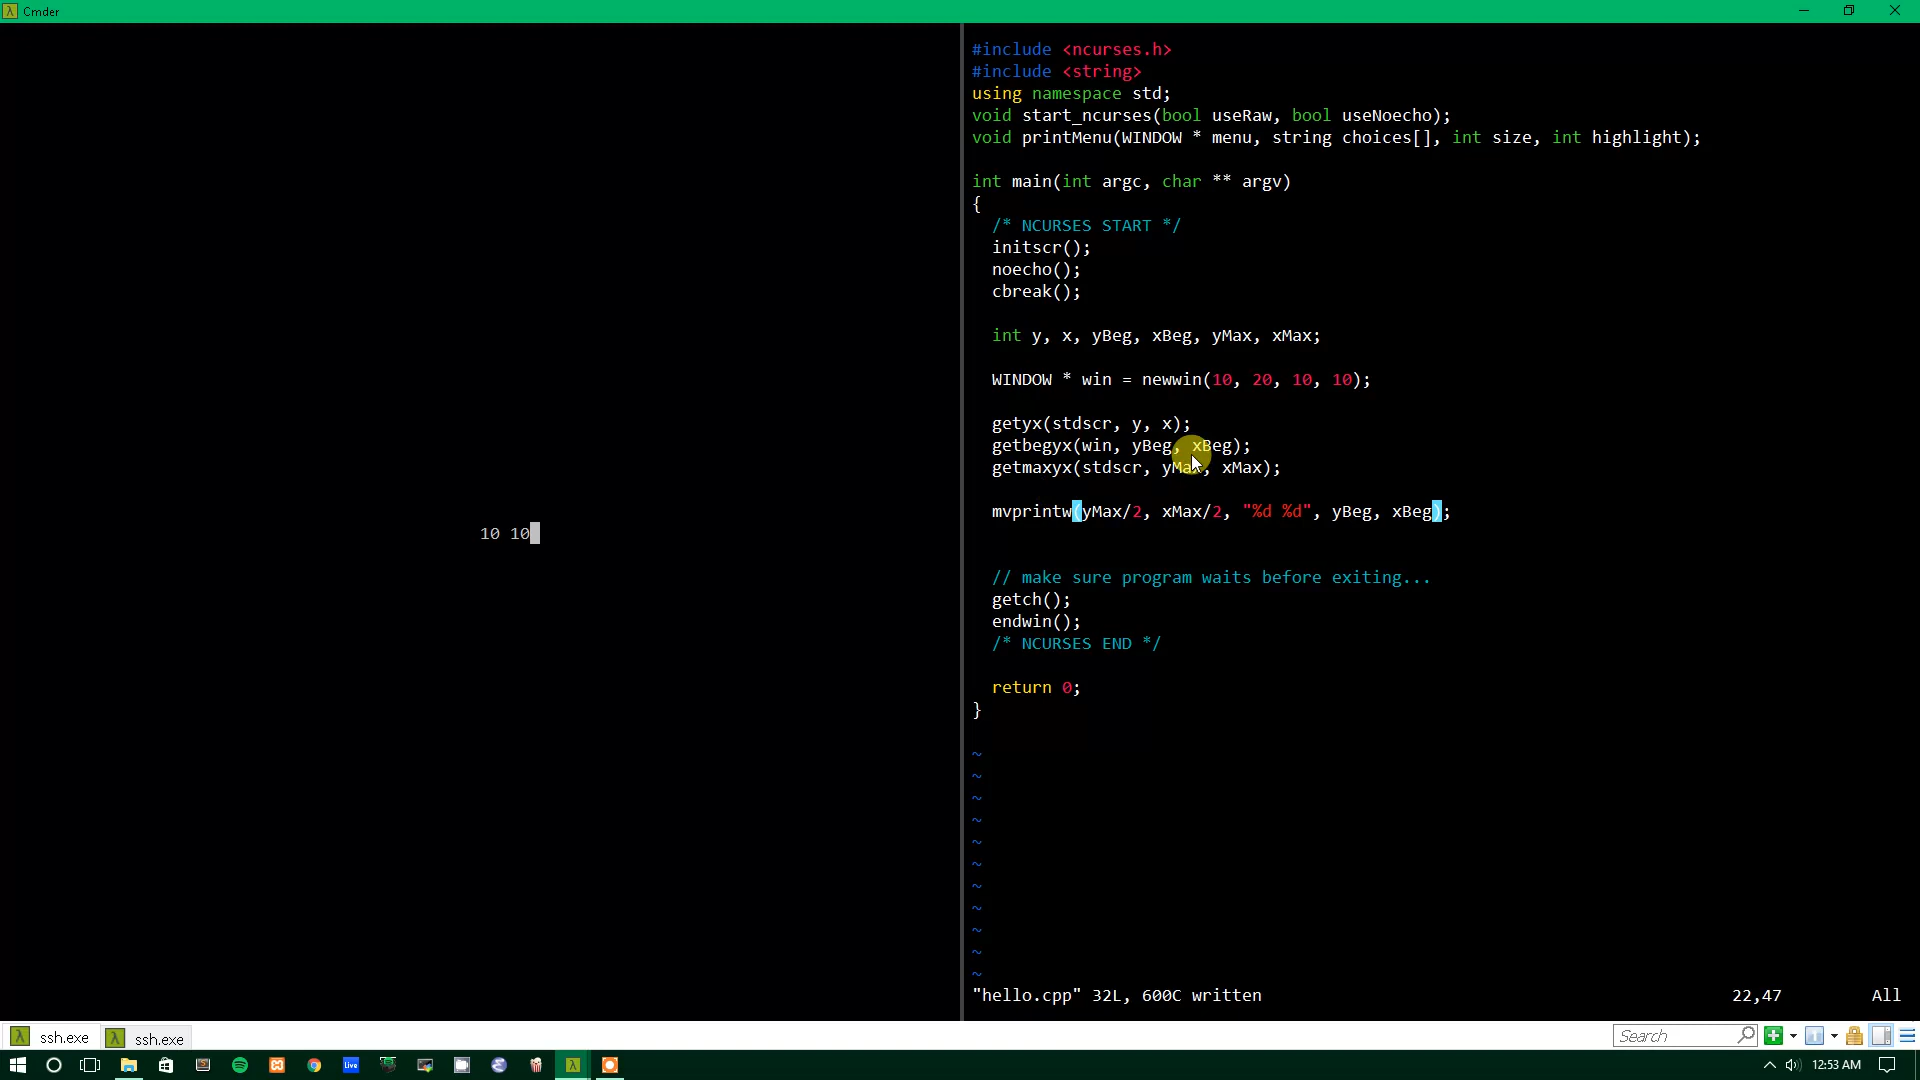 Cmder
10 10
#include <ncurses.h>
#include <string>
using namespace std;
void start_ncurses(bool useRaw, bool useNoecho);
void printMenu(WINDOW * menu, string choices[], int size, int highlight);
int main(int argc, char ** argv)
{
/* NCURSES START */
initscr();
noecho();
cbreak();
int y, x, yBeg, xBeg, yMax, xMax;
WINDOW * win = newwin(10, 20, 10, 10);
getyx(stdscr, y, x);
getbegyx(win, yBeg, xBeg);
getmaxyx(stdscr, yMax, xMax);
mvprintw(yMax/2, xMax/2, "%d %d", yBeg, xBeg);
// make sure program waits before exiting...
getch();
endwin();
/* NCURSES END */
return 0;
}
~
~
~
~
~
~
~
~
~
~
~
"hello.cpp" 32L, 600C written 22,47 All
ssh.exe ssh.exe Search
Live 12:53 AM